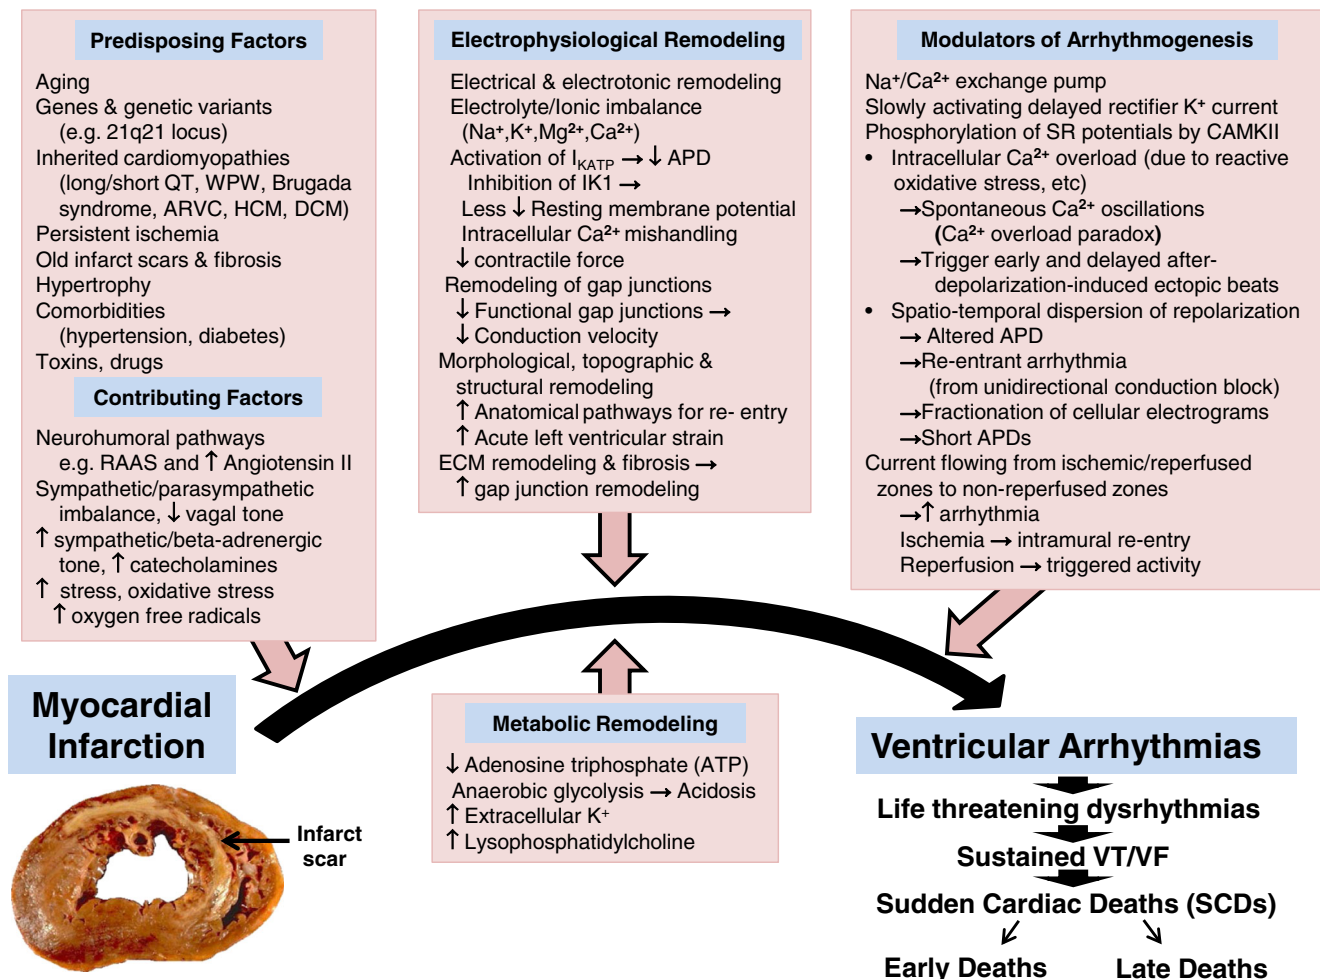 Predisposing Factors
Aging
Genes & genetic variants
(e.g. 21q21 locus)
Inherited cardiomyopathies
(long/short QT, WPW, Brugada
syndrome, ARVC, HCM, DCM)
Persistent ischemia
Old infarct scars & fibrosis
Hypertrophy
Comorbidities
(hypertension, diabetes)
Toxins, drugs
Contributing Factors
Neurohumoral pathways
e.g. RAAS and ↑ Angiotensin II
Sympathetic/parasympathetic
imbalance, ↓ vagal tone
↑ sympathetic/beta-adrenergic
tone, ↑ catecholamines
↑ stress, oxidative stress
↑ oxygen free radicals
Electrophysiological Remodeling
Electrical & electrotonic remodeling
Electrolyte/Ionic imbalance
(Na⁺,K⁺,Mg²⁺,Ca²⁺)
Activation of I_KATP → ↓ APD
Inhibition of IK1 →
Less ↓ Resting membrane potential
Intracellular Ca²⁺ mishandling
↓ contractile force
Remodeling of gap junctions
↓ Functional gap junctions →
↓ Conduction velocity
Morphological, topographic &
structural remodeling
↑ Anatomical pathways for re- entry
↑ Acute left ventricular strain
ECM remodeling & fibrosis →
↑ gap junction remodeling
Modulators of Arrhythmogenesis
Na⁺/Ca²⁺ exchange pump
Slowly activating delayed rectifier K⁺ current
Phosphorylation of SR potentials by CAMKII
• Intracellular Ca²⁺ overload (due to reactive
oxidative stress, etc)
→Spontaneous Ca²⁺ oscillations
(Ca²⁺ overload paradox)
→Trigger early and delayed after-
depolarization-induced ectopic beats
• Spatio-temporal dispersion of repolarization
→ Altered APD
→Re-entrant arrhythmia
(from unidirectional conduction block)
→Fractionation of cellular electrograms
→Short APDs
Current flowing from ischemic/reperfused
zones to non-reperfused zones
→↑ arrhythmia
Ischemia → intramural re-entry
Reperfusion → triggered activity
Myocardial
Infarction
Infarct
scar
Metabolic Remodeling
↓ Adenosine triphosphate (ATP)
Anaerobic glycolysis → Acidosis
↑ Extracellular K⁺
↑ Lysophosphatidylcholine
Ventricular Arrhythmias
Life threatening dysrhythmias
Sustained VT/VF
Sudden Cardiac Deaths (SCDs)
Early Deaths
Late Deaths